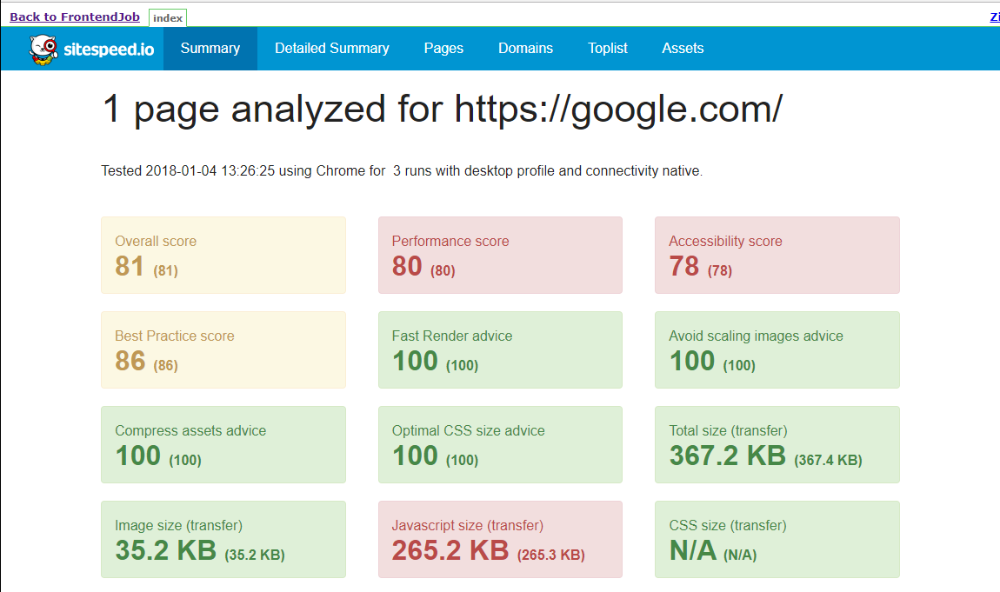 Back to FrontendJob index Zi
sitespeed.io Summary Detailed Summary Pages Domains Toplist Assets
1 page analyzed for https://google.com/
Tested 2018-01-04 13:26:25 using Chrome for 3 runs with desktop profile and connectivity native.
Overall score
81 (81)
Performance score
80 (80)
Accessibility score
78 (78)
Best Practice score
86 (86)
Fast Render advice
100 (100)
Avoid scaling images advice
100 (100)
Compress assets advice
100 (100)
Optimal CSS size advice
100 (100)
Total size (transfer)
367.2 KB (367.4 KB)
Image size (transfer)
35.2 KB (35.2 KB)
Javascript size (transfer)
265.2 KB (265.3 KB)
CSS size (transfer)
N/A (N/A)